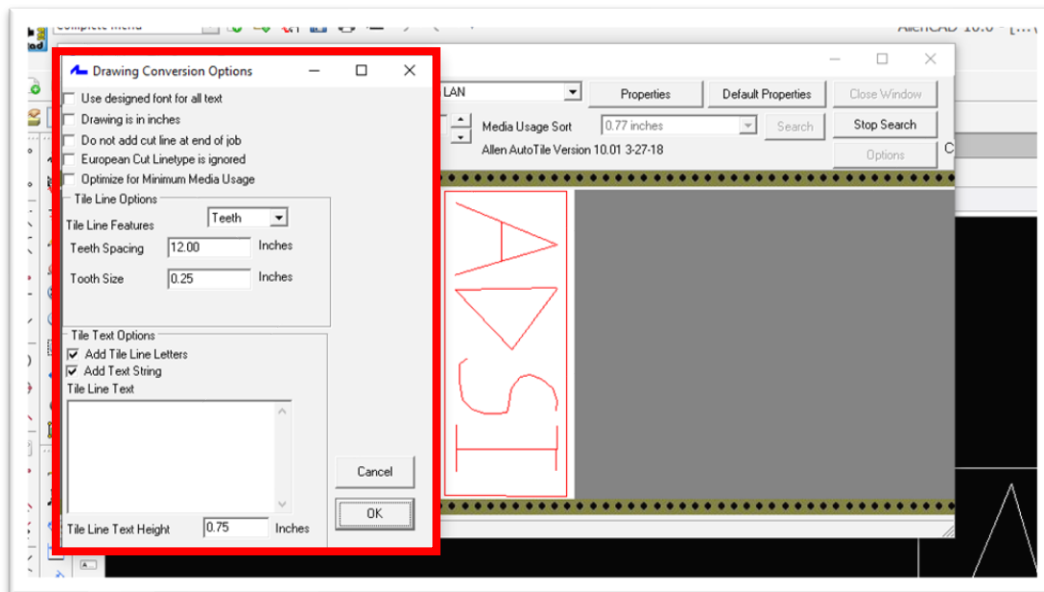 Complete Menu
AllenCAD 10.0 - [...\
Drawing Conversion Options
Use designed font for all text
Drawing is in inches
Do not add cut line at end of job
European Cut Linetype is ignored
Optimize for Minimum Media Usage
Tile Line Options
Tile Line Features Teeth
Teeth Spacing 12.00 Inches
Tooth Size 0.25 Inches
Tile Text Options
Add Tile Line Letters
Add Text String
Tile Line Text
Tile Line Text Height 0.75 Inches
Cancel
OK
LAN
Properties
Default Properties
Close Window
Media Usage Sort 0.77 inches
Search
Stop Search
Allen AutoTile Version 10.01 3-27-18
Options
C